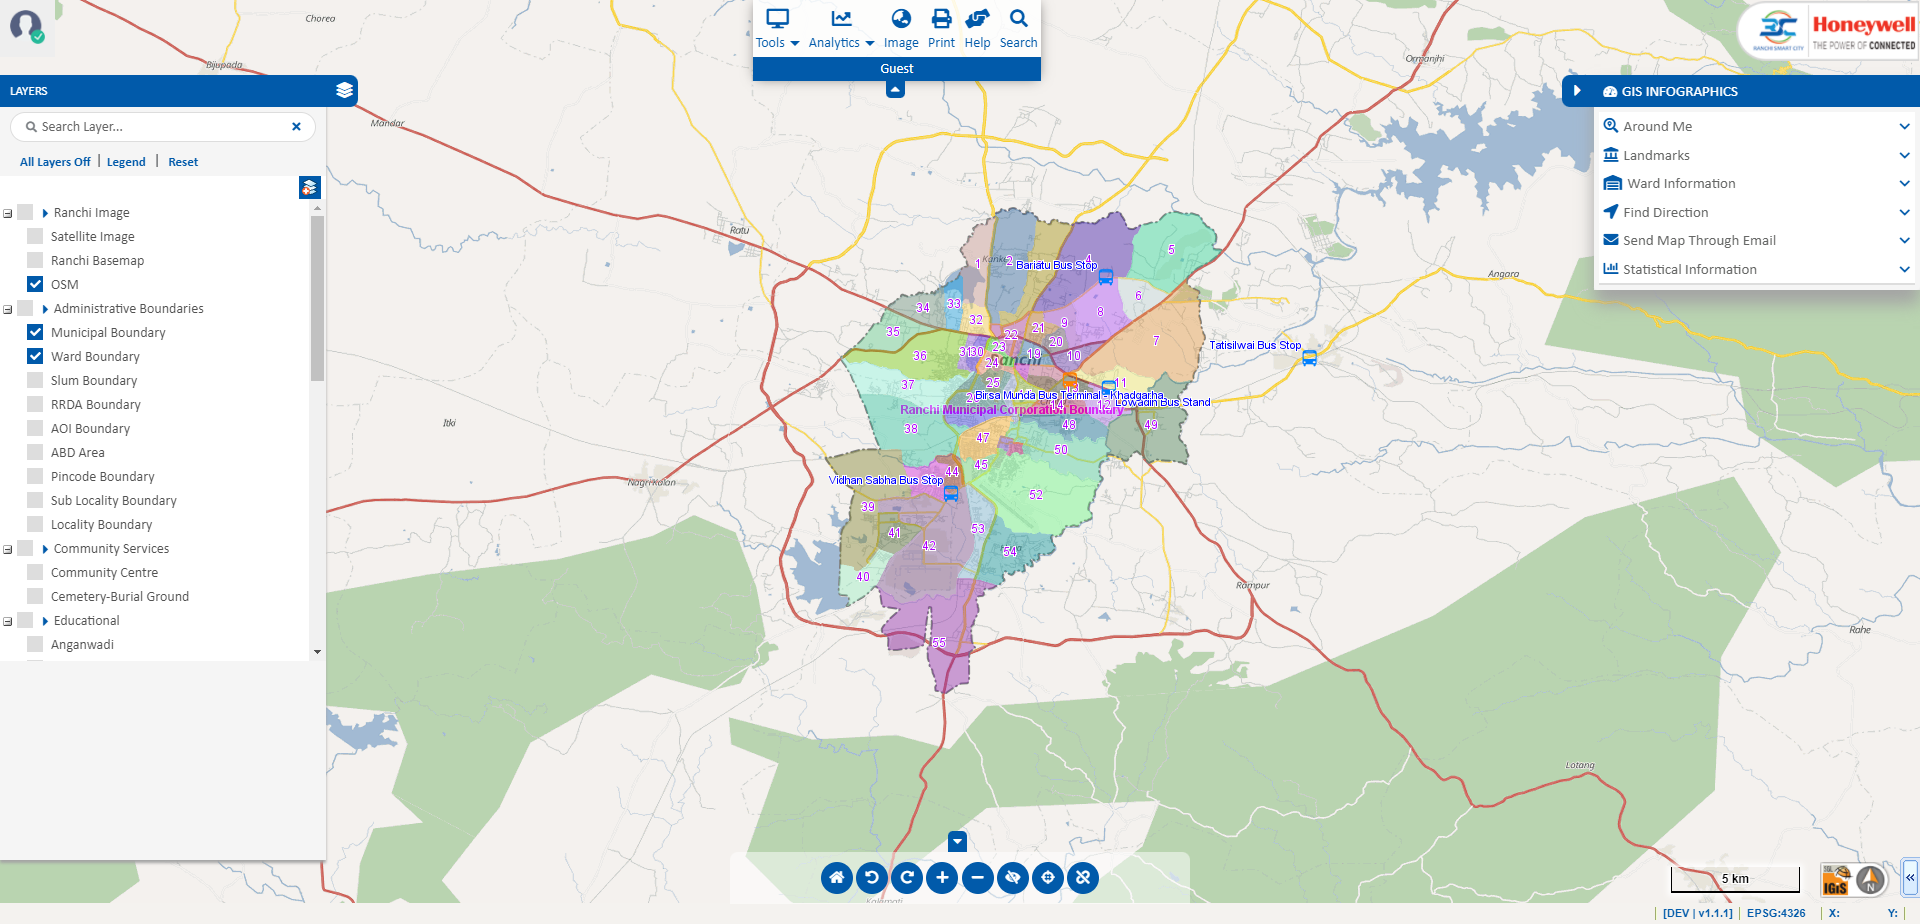 Tools
Analytics
Image
Print
Help
Search
Guest
RANCHI SMART CITY
Honeywell
THE POWER OF CONNECTED
LAYERS
Search Layer...
All Layers Off | Legend | Reset
Ranchi Image
Satellite Image
Ranchi Basemap
OSM
Administrative Boundaries
Municipal Boundary
Ward Boundary
Slum Boundary
RRDA Boundary
AOI Boundary
ABD Area
Pincode Boundary
Sub Locality Boundary
Locality Boundary
Community Services
Community Centre
Cemetery-Burial Ground
Educational
Anganwadi
GIS INFOGRAPHICS
Around Me
Landmarks
Ward Information
Find Direction
Send Map Through Email
Statistical Information
Chorea
Bijupada
Mandar
Ratu
Itki
Nagri Kalan
Ormanjhi
Angara
Rampur
Rahe
Lotang
Kalamati
Ranchi
Bariatu Bus Stop
Tatisilwai Bus Stop
Birsa Munda Bus Terminal - Khadgarha
Lowadih Bus Stand
Ranchi Municipal Corporation Boundary
Vidhan Sabha Bus Stop
1
2
4
5
6
7
8
9
10
11
12
14
19
20
21
22
23
24
25
30
31
32
33
34
35
36
37
38
39
40
41
42
44
45
47
48
49
50
52
53
54
55
5 km
IGiS
N
[DEV | v1.1.1]
EPSG:4326
X:
Y: